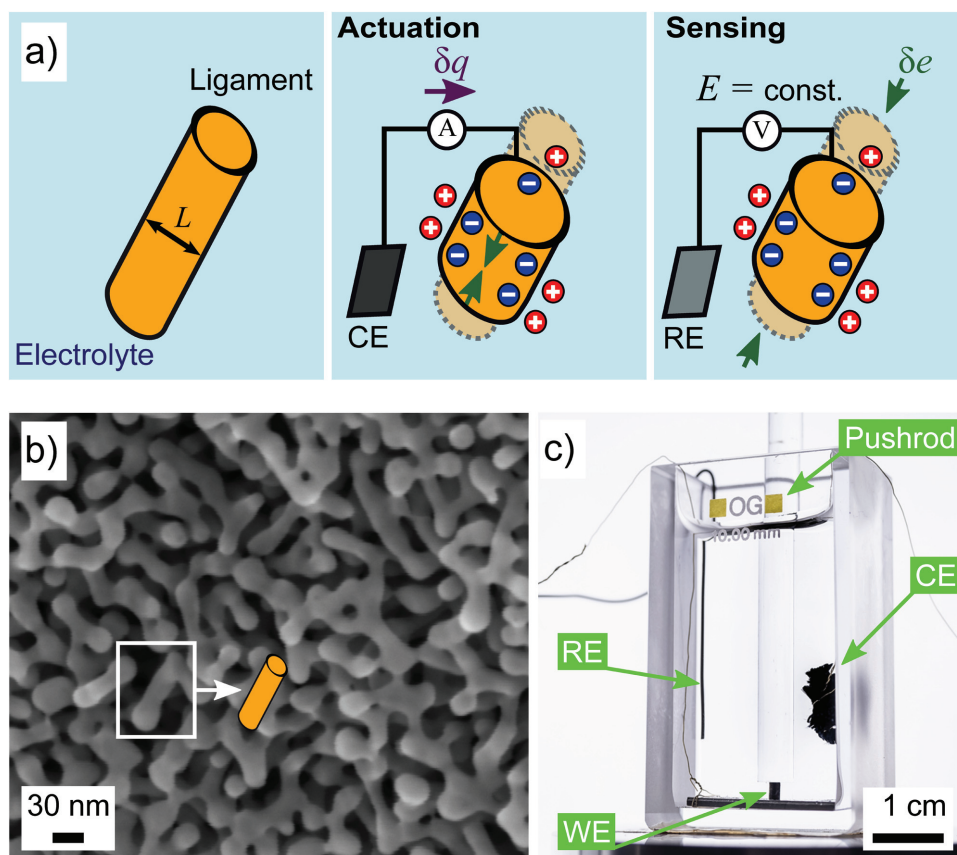 a)
Ligament
L
Electrolyte
Actuation
δq
A
CE
Sensing
E = const.
δe
V
RE
b)
30 nm
c)
Pushrod
OG
10.00 mm
CE
RE
WE
1 cm